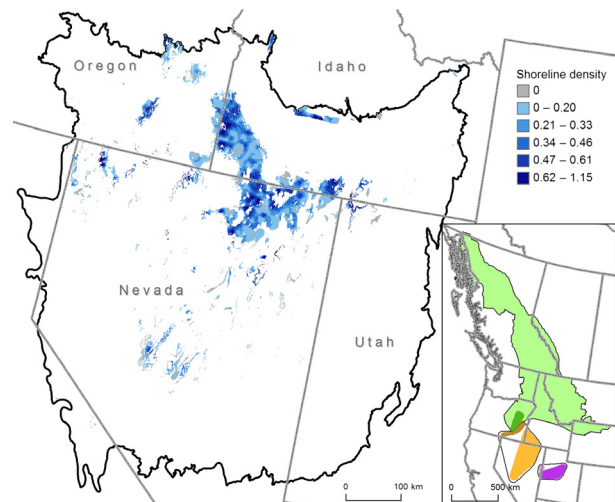 Oregon
Idaho
Shoreline density
0
0 – 0.20
0.21 – 0.33
0.34 – 0.46
0.47 – 0.61
0.62 – 1.15
Nevada
Utah
0 100 km
0 500 km